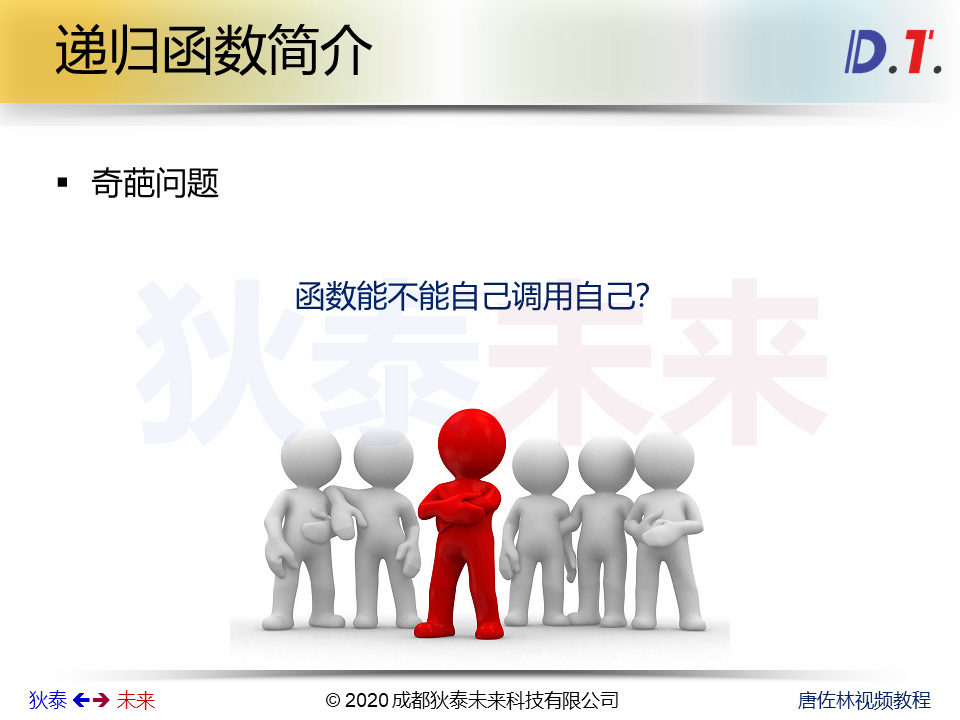 递归函数简介
D.T.
▪ 奇葩问题
函数能不能自己调用自己?
狄泰未来
狄泰 🡸🡺 未来
© 2020 成都狄泰未来科技有限公司
唐佐林视频教程